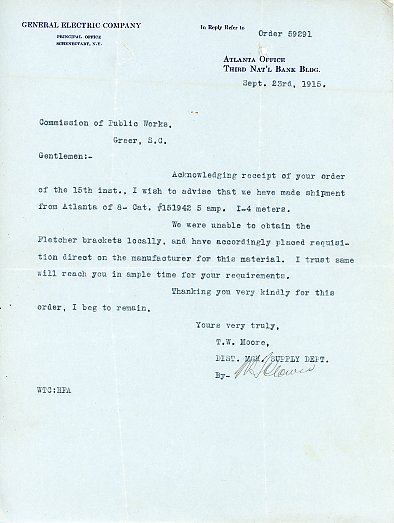 GENERAL ELECTRIC COMPANY
PRINCIPAL OFFICE
SCHENECTADY, N.Y.
In Reply Refer to
Order 59291
ATLANTA OFFICE
THIRD NAT'L BANK BLDG.
Sept. 23rd, 1915.
Commission of Public Works,
Greer, S.C.
Gentlemen:-
Acknowledging receipt of your order
of the 15th inst., I wish to advise that we have made shipment
from Atlanta of 8- Cat. #151942 5 amp. I-4 meters.
We were unable to obtain the
Fletcher brackets locally, and have accordingly placed requisi-
tion direct on the manufacturer for this material. I trust same
will reach you in ample time for your requirements.
Thanking you very kindly for this
order, I beg to remain,
Yours very truly,
T.W. Moore,
DIST. MGR. SUPPLY DEPT.
By-
WTC:HPA